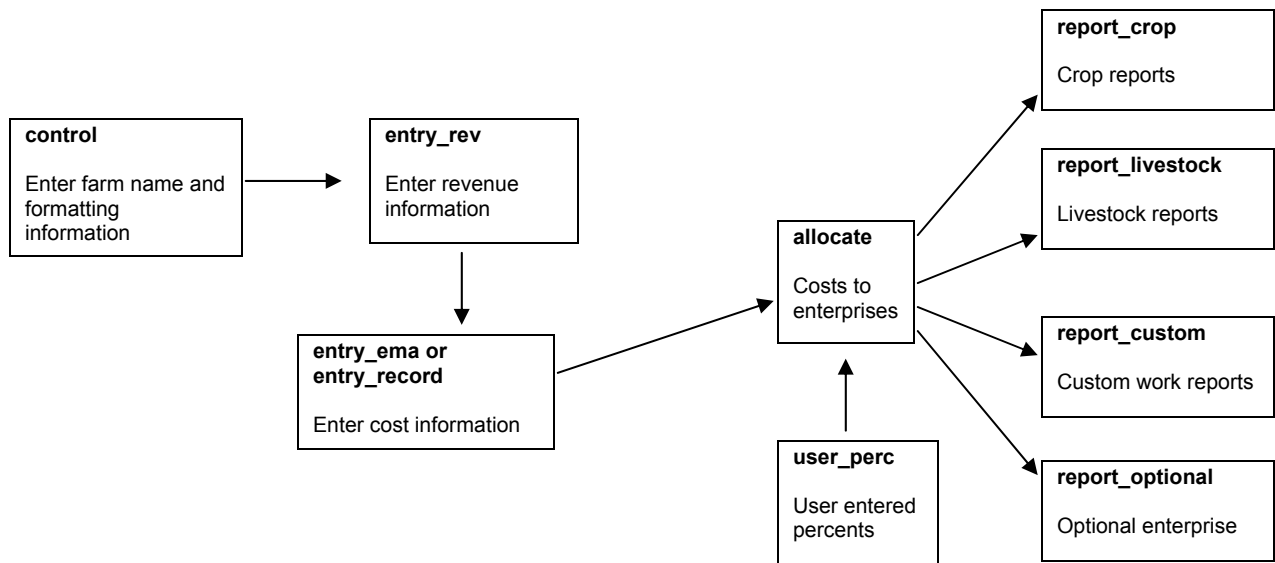 control
Enter farm name and
formatting
information
entry_rev
Enter revenue
information
entry_ema or
entry_record
Enter cost information
allocate
Costs to
enterprises
user_perc
User entered
percents
report_crop
Crop reports
report_livestock
Livestock reports
report_custom
Custom work reports
report_optional
Optional enterprise